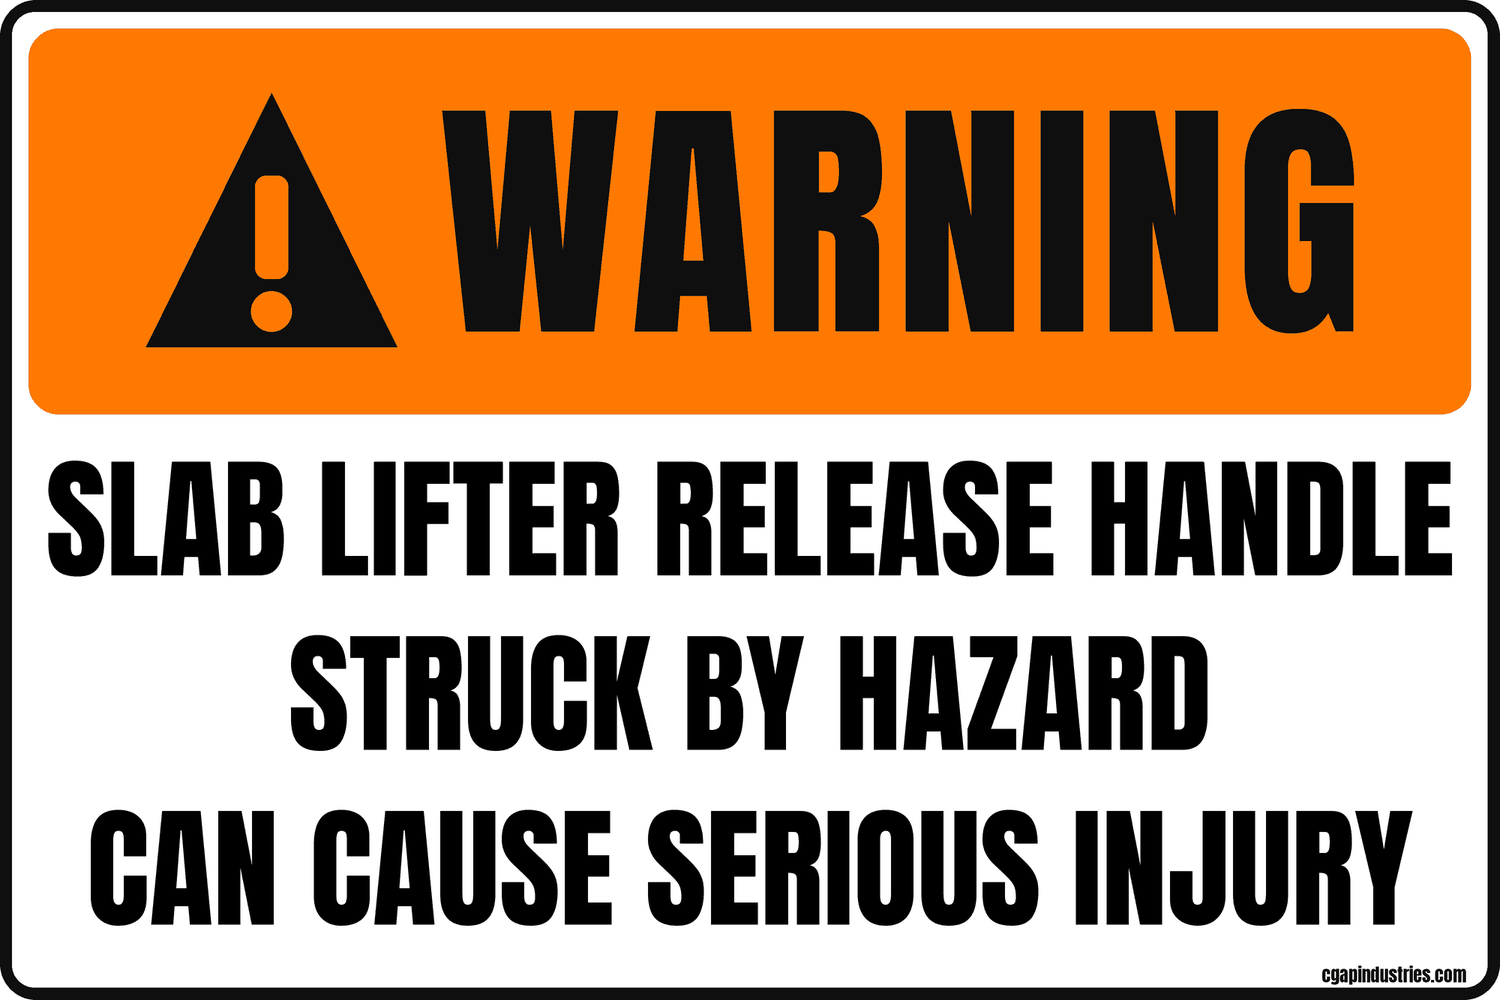 WARNING
SLAB LIFTER RELEASE HANDLE
STRUCK BY HAZARD
CAN CAUSE SERIOUS INJURY
cgapindustries.com